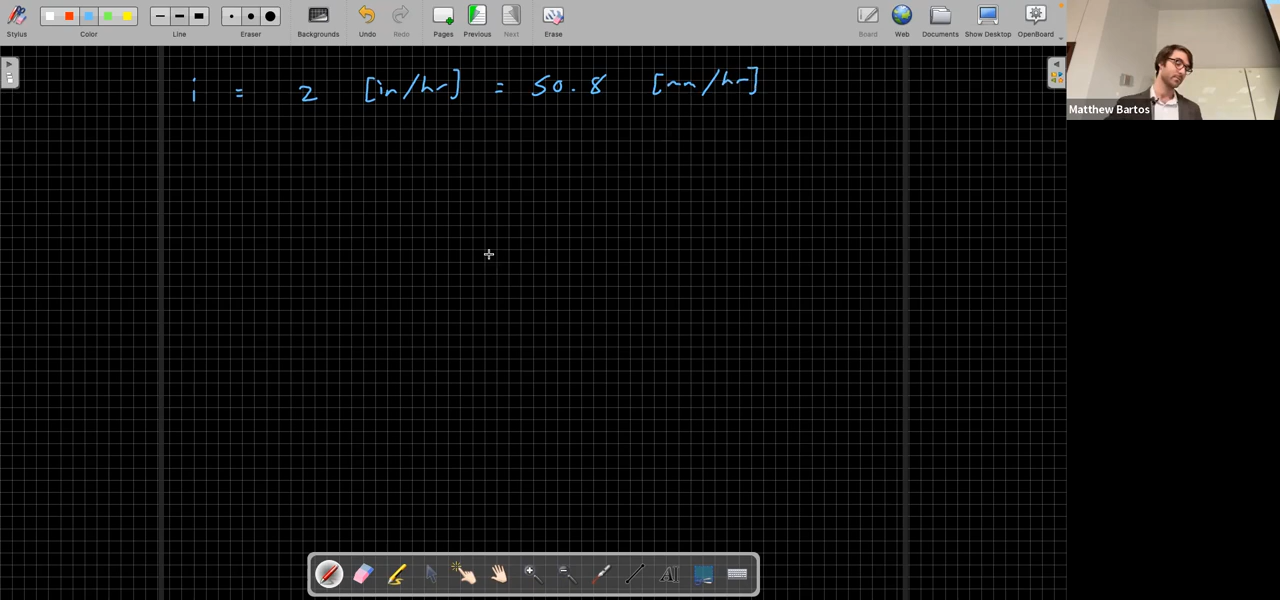 Stylus Color Line Eraser Backgrounds Undo Redo Pages Previous Next Erase Board Web Documents Show Desktop OpenBoard
i = 2 [in/hr] = 50.8 [mm/hr]
Matthew Bartos
AI